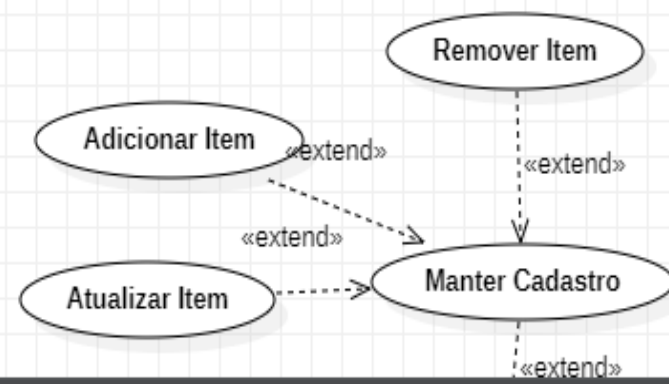 Remover Item
Adicionar Item
«extend»
«extend»
«extend»
Manter Cadastro
Atualizar Item
«extend»